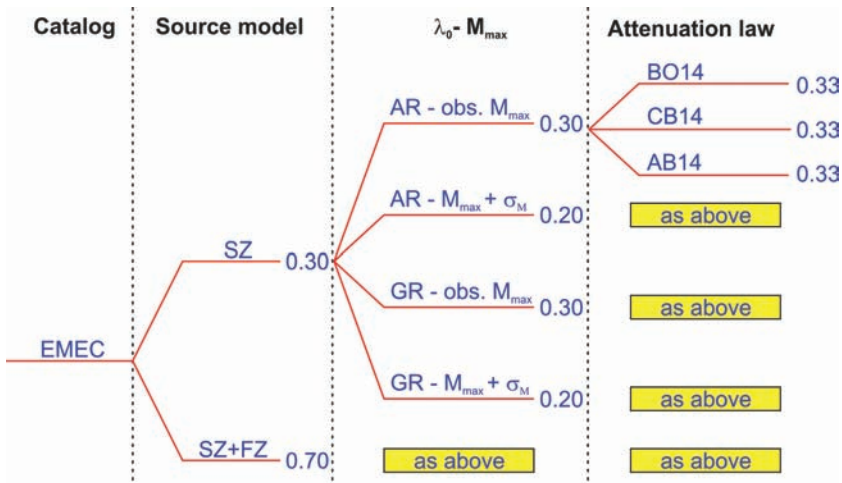 Catalog
Source model
λ₀- Mmax
Attenuation law
BO14
0.33
AR - obs. Mmax
0.30
CB14
0.33
AB14
0.33
AR - Mmax + σM
0.20
as above
SZ
0.30
GR - obs. Mmax
0.30
as above
EMEC
GR - Mmax + σM
0.20
as above
SZ+FZ
0.70
as above
as above